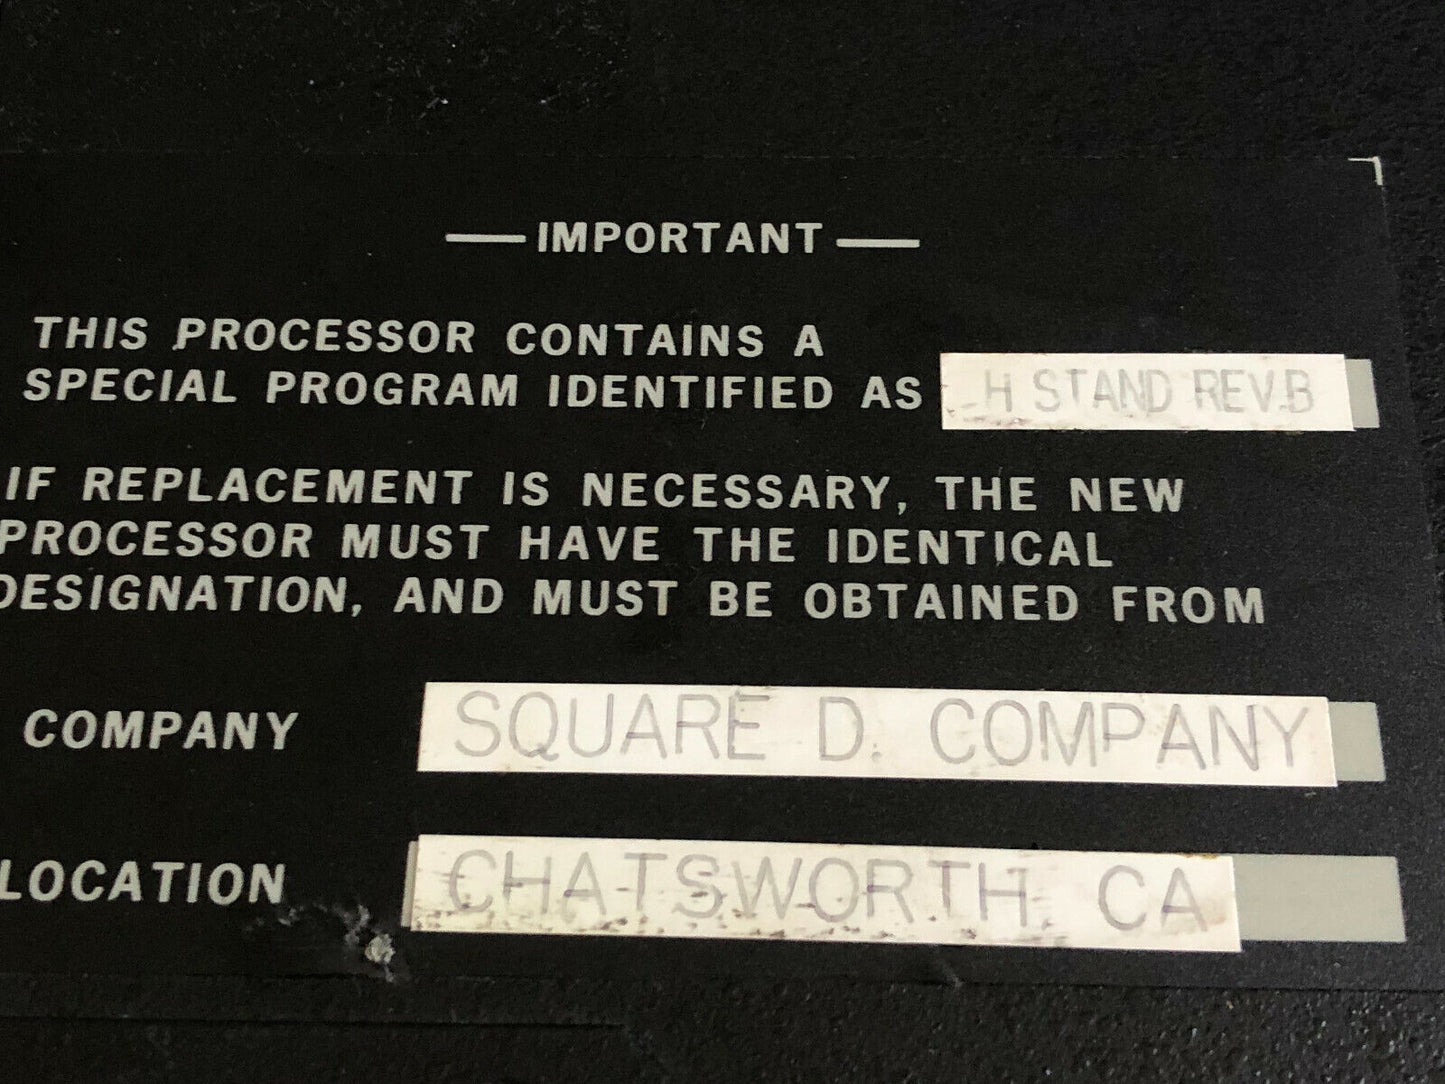 IMPORTANT
THIS PROCESSOR CONTAINS A
SPECIAL PROGRAM IDENTIFIED AS H STAND REV.B
IF REPLACEMENT IS NECESSARY, THE NEW
PROCESSOR MUST HAVE THE IDENTICAL
DESIGNATION, AND MUST BE OBTAINED FROM
COMPANY SQUARE D. COMPANY
LOCATION CHATSWORTH. CA